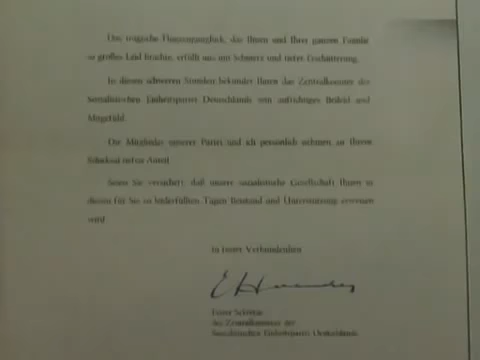 Das tragische Flugzeugunglück, das Ihnen und Ihrer ganzen Familie
so großes Leid brachte, erfüllt uns mit Schmerz und tiefer Erschütterung.
In diesen schweren Stunden bekundet Ihnen das Zentralkomitee der
Sozialistischen Einheitspartei Deutschlands sein aufrichtiges Beileid und
Mitgefühl.
Die Mitglieder unserer Partei und ich persönlich nehmen an Ihrem
Schicksal tiefen Anteil.
Seien Sie versichert, daß unsere sozialistische Gesellschaft Ihnen in
diesen für Sie so leiderfüllten Tagen Beistand und Unterstützung erweisen
wird.
In fester Verbundenheit
E Honecker
Erster Sekretär
des Zentralkomitees der
Sozialistischen Einheitspartei Deutschlands